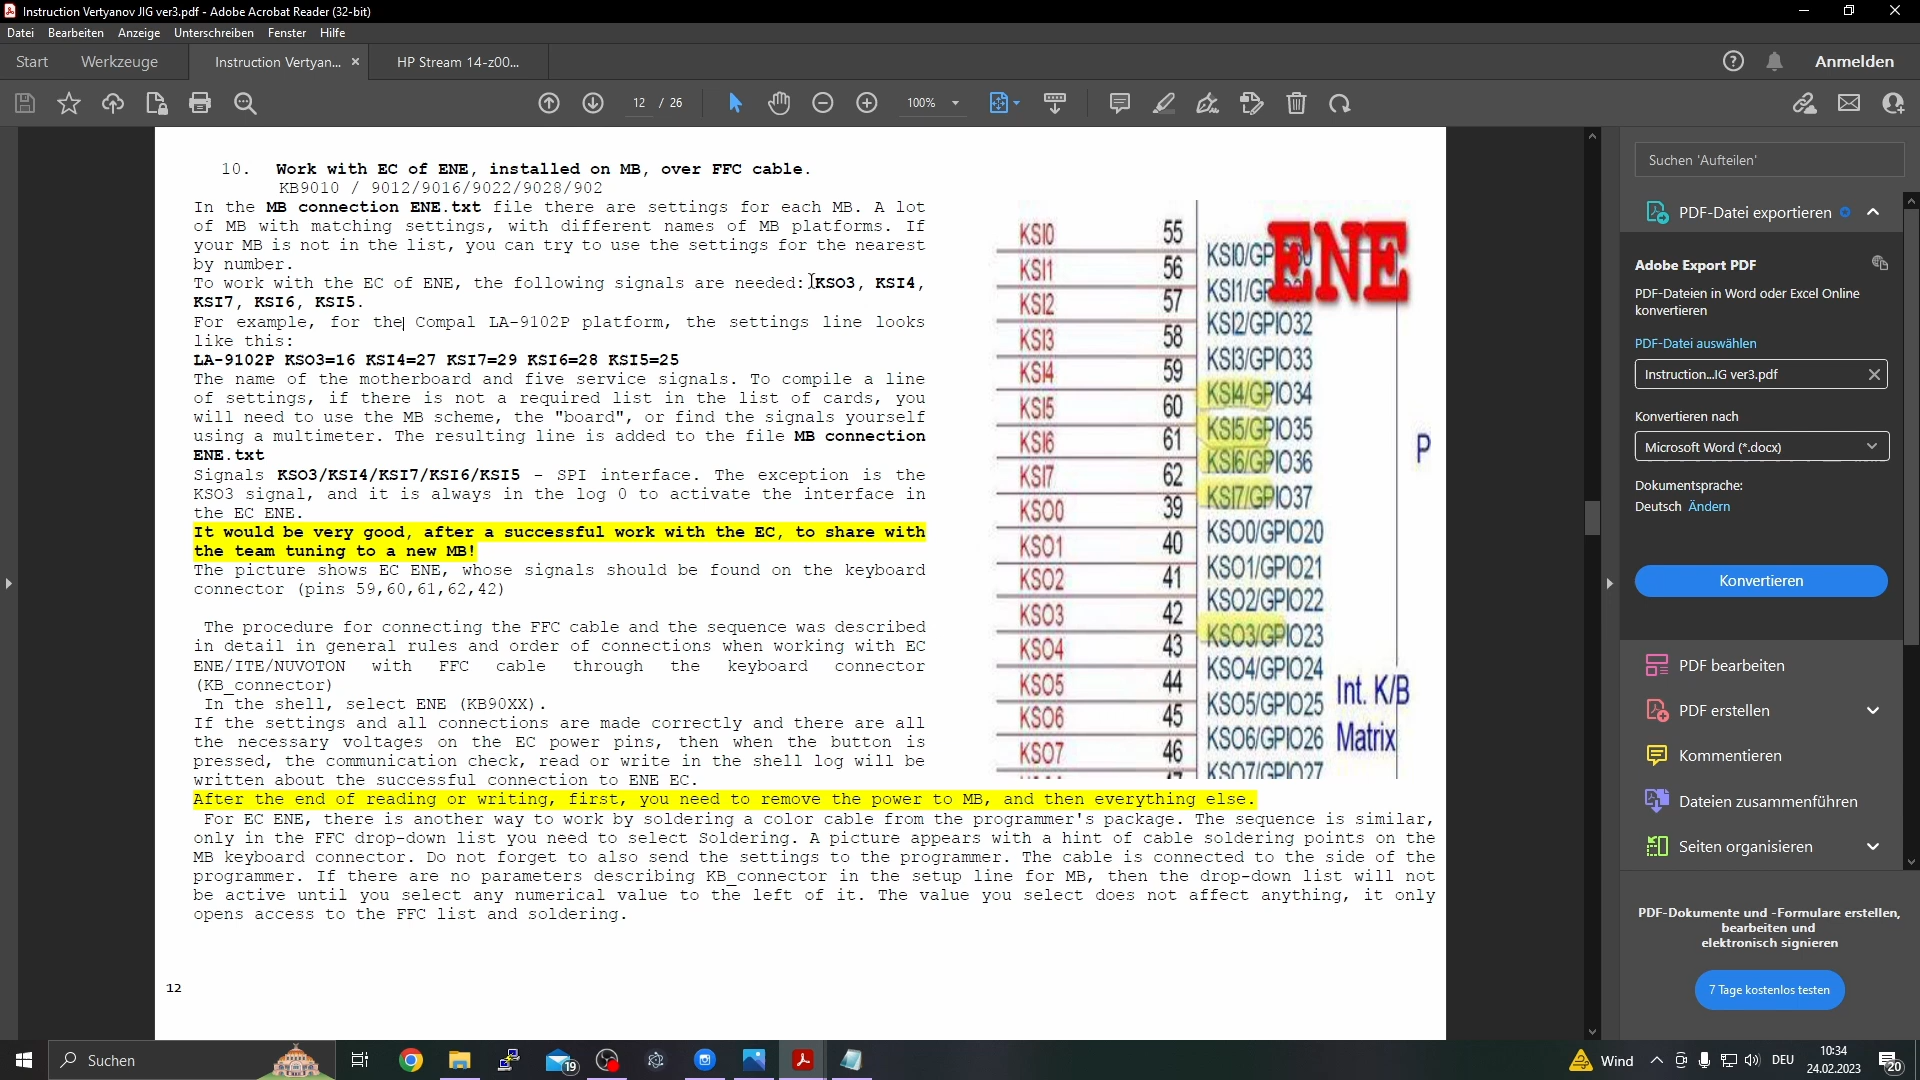 Instruction Vertyanov JIG ver3.pdf - Adobe Acrobat Reader (32-bit)
Datei Bearbeiten Anzeige Unterschreiben Fenster Hilfe
Start Werkzeuge Instruction Vertyan... × HP Stream 14-z00... Anmelden
12 / 26 100%
10. Work with EC of ENE, installed on MB, over FFC cable.
KB9010 / 9012/9016/9022/9028/902
In the MB connection ENE.txt file there are settings for each MB. A lot
of MB with matching settings, with different names of MB platforms. If
your MB is not in the list, you can try to use the settings for the nearest
by number.
To work with the EC of ENE, the following signals are needed: KSO3, KSI4,
KSI7, KSI6, KSI5.
For example, for the Compal LA-9102P platform, the settings line looks
like this:
LA-9102P KSO3=16 KSI4=27 KSI7=29 KSI6=28 KSI5=25
The name of the motherboard and five service signals. To compile a line
of settings, if there is not a required list in the list of cards, you
will need to use the MB scheme, the "board", or find the signals yourself
using a multimeter. The resulting line is added to the file MB connection
ENE.txt
Signals KSO3/KSI4/KSI7/KSI6/KSI5 - SPI interface. The exception is the
KSO3 signal, and it is always in the log 0 to activate the interface in
the EC ENE.
It would be very good, after a successful work with the EC, to share with
the team tuning to a new MB!
The picture shows EC ENE, whose signals should be found on the keyboard
connector (pins 59,60,61,62,42)
The procedure for connecting the FFC cable and the sequence was described
in detail in general rules and order of connections when working with EC
ENE/ITE/NUVOTON with FFC cable through the keyboard connector
(KB_connector)
In the shell, select ENE (KB90XX).
If the settings and all connections are made correctly and there are all
the necessary voltages on the EC power pins, then when the button is
pressed, the communication check, read or write in the shell log will be
written about the successful connection to ENE EC.
After the end of reading or writing, first, you need to remove the power to MB, and then everything else.
For EC ENE, there is another way to work by soldering a color cable from the programmer's package. The sequence is similar,
only in the FFC drop-down list you need to select Soldering. A picture appears with a hint of cable soldering points on the
MB keyboard connector. Do not forget to also send the settings to the programmer. The cable is connected to the side of the
programmer. If there are no parameters describing KB_connector in the setup line for MB, then the drop-down list will not
be active until you select any numerical value to the left of it. The value you select does not affect anything, it only
opens access to the FFC list and soldering.
12
ENE
KSI0 55 KSI0/GP
KSI1 56 KSI1/GP
KSI2 57 KSI2/GPIO32
KSI3 58 KSI3/GPIO33
KSI4 59 KSI4/GPIO34
KSI5 60 KSI5/GPIO35
KSI6 61 KSI6/GPIO36
KSI7 62 KSI7/GPIO37
KSO0 39 KSO0/GPIO20
KSO1 40 KSO1/GPIO21
KSO2 41 KSO2/GPIO22
KSO3 42 KSO3/GPIO23
KSO4 43 KSO4/GPIO24
KSO5 44 KSO5/GPIO25
KSO6 45 KSO6/GPIO26
KSO7 46 KSO7/GPIO27
P
Int. K/B
Matrix
Suchen 'Aufteilen'
PDF-Datei exportieren
Adobe Export PDF
PDF-Dateien in Word oder Excel Online
konvertieren
PDF-Datei auswählen
Instruction...IG ver3.pdf
Konvertieren nach
Microsoft Word (*.docx)
Dokumentsprache:
Deutsch Ändern
Konvertieren
PDF bearbeiten
PDF erstellen
Kommentieren
Dateien zusammenführen
Seiten organisieren
PDF-Dokumente und -Formulare erstellen,
bearbeiten und
elektronisch signieren
7 Tage kostenlos testen
Suchen 19 Wind DEU 10:34
24.02.2023 20